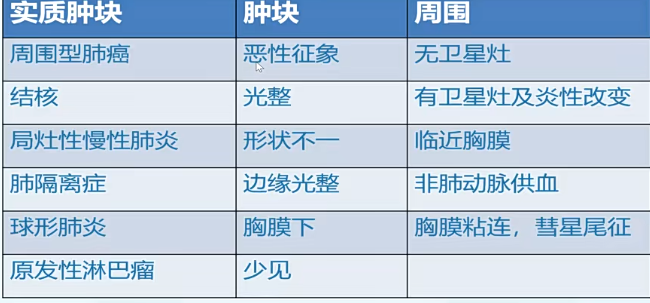 实质肿块 肿块 周围
周围型肺癌 恶性征象 无卫星灶
结核 光整 有卫星灶及炎性改变
局灶性慢性肺炎 形状不一 临近胸膜
肺隔离症 边缘光整 非肺动脉供血
球形肺炎 胸膜下 胸膜粘连，彗星尾征
原发性淋巴瘤 少见